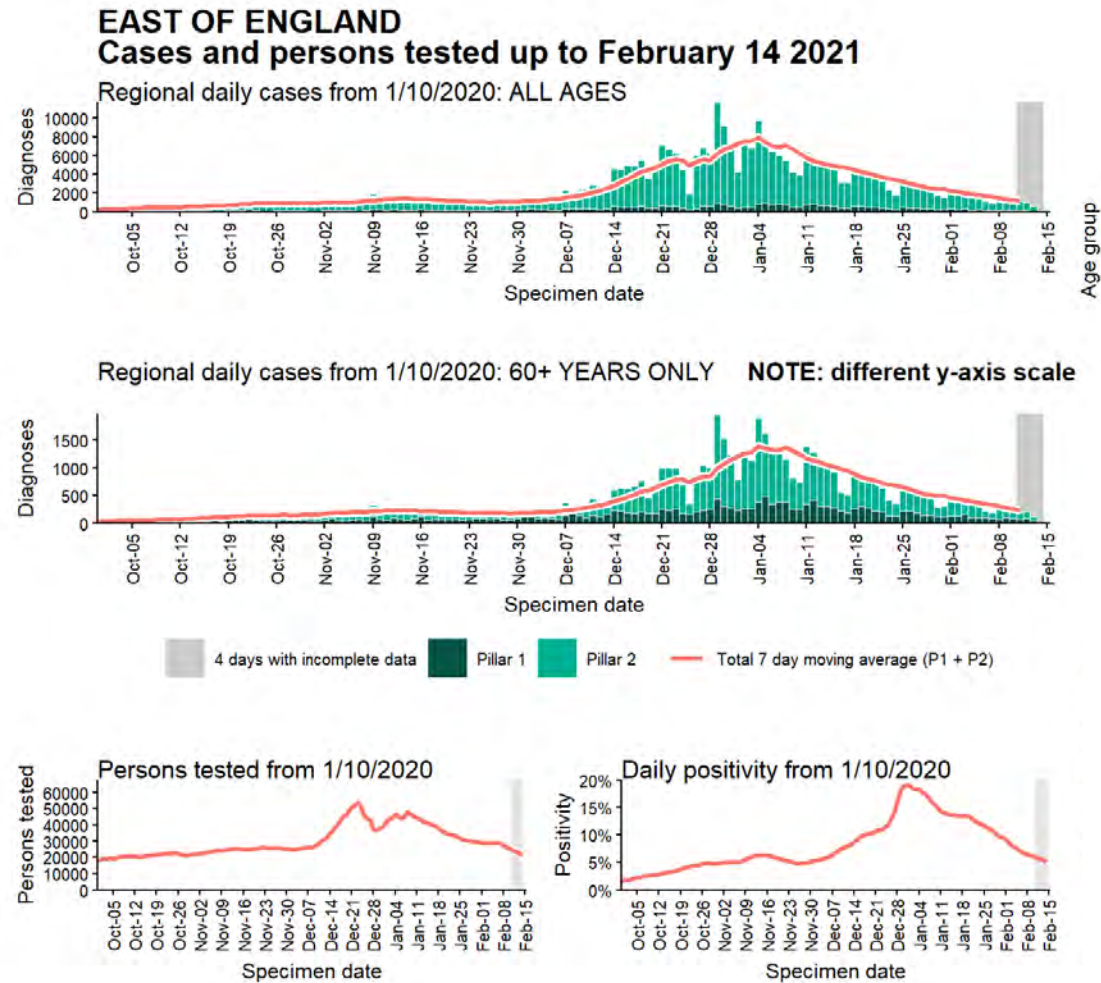 EAST OF ENGLAND
Cases and persons tested up to February 14 2021
Regional daily cases from 1/10/2020: ALL AGES
Diagnoses
10000
8000
6000
4000
2000
0
Oct-05 Oct-12 Oct-19 Oct-26 Nov-02 Nov-09 Nov-16 Nov-23 Nov-30 Dec-07 Dec-14 Dec-21 Dec-28 Jan-04 Jan-11 Jan-18 Jan-25 Feb-01 Feb-08 Feb-15
Specimen date
Age group
Regional daily cases from 1/10/2020: 60+ YEARS ONLY NOTE: different y-axis scale
Diagnoses
1500
1000
500
0
Oct-05 Oct-12 Oct-19 Oct-26 Nov-02 Nov-09 Nov-16 Nov-23 Nov-30 Dec-07 Dec-14 Dec-21 Dec-28 Jan-04 Jan-11 Jan-18 Jan-25 Feb-01 Feb-08 Feb-15
Specimen date
4 days with incomplete data Pillar 1 Pillar 2 Total 7 day moving average (P1 + P2)
Persons tested from 1/10/2020
Persons tested
60000
50000
40000
30000
20000
10000
0
Oct-05 Oct-12 Oct-19 Oct-26 Nov-02 Nov-09 Nov-16 Nov-23 Nov-30 Dec-07 Dec-14 Dec-21 Dec-28 Jan-04 Jan-11 Jan-18 Jan-25 Feb-01 Feb-08 Feb-15
Specimen date
Daily positivity from 1/10/2020
Positivity
20%
15%
10%
5%
0%
Oct-05 Oct-12 Oct-19 Oct-26 Nov-02 Nov-09 Nov-16 Nov-23 Nov-30 Dec-07 Dec-14 Dec-21 Dec-28 Jan-04 Jan-11 Jan-18 Jan-25 Feb-01 Feb-08 Feb-15
Specimen date